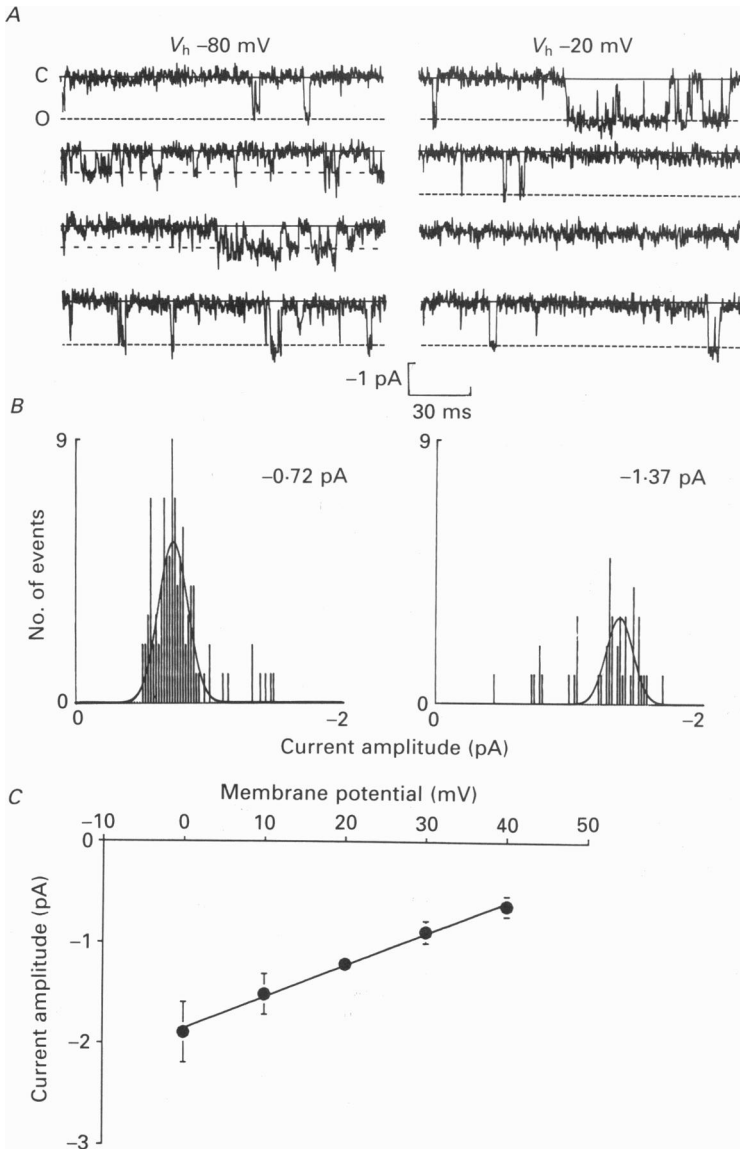 A
Vh −80 mV
Vh −20 mV
C
O
−1 pA
30 ms
B
9
−0·72 pA
No. of events
0
0
−2
9
−1·37 pA
0
0
−2
Current amplitude (pA)
C
Membrane potential (mV)
−10 0 10 20 30 40 50
0
−1
−2
−3
Current amplitude (pA)